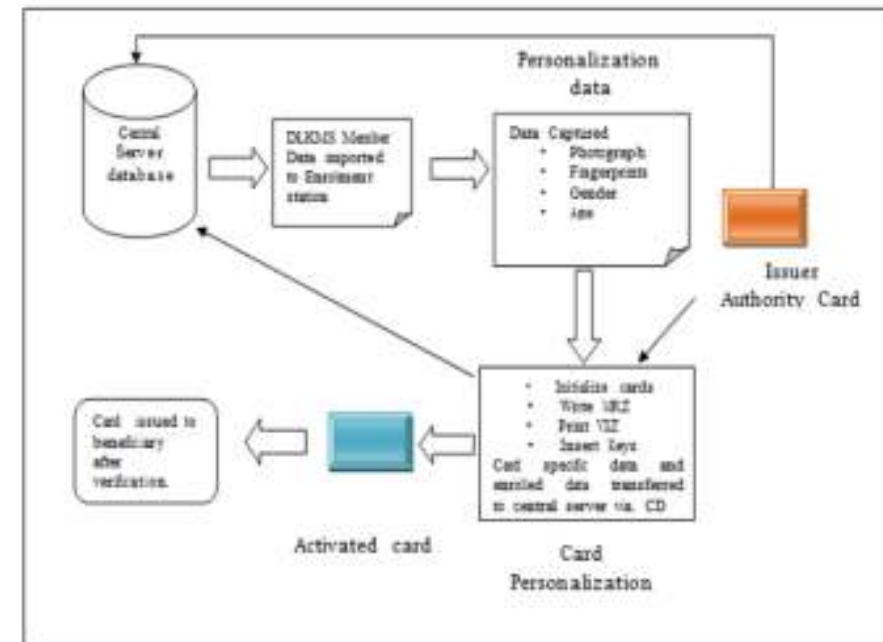 Personalization
data
Central
Server
database
DLKMS Member
Data imported
to Enrolment
station
Data Captured
• Photograph
• Fingerprints
• Gender
• Age
Issuer
Authority Card
• Initialize cards
• Write MRZ
• Print VIZ
• Insert Keys
Card specific data and
enrolled data transferred
to central server via. CD
Card issued to
beneficiary
after
verification.
Activated card
Card
Personalization